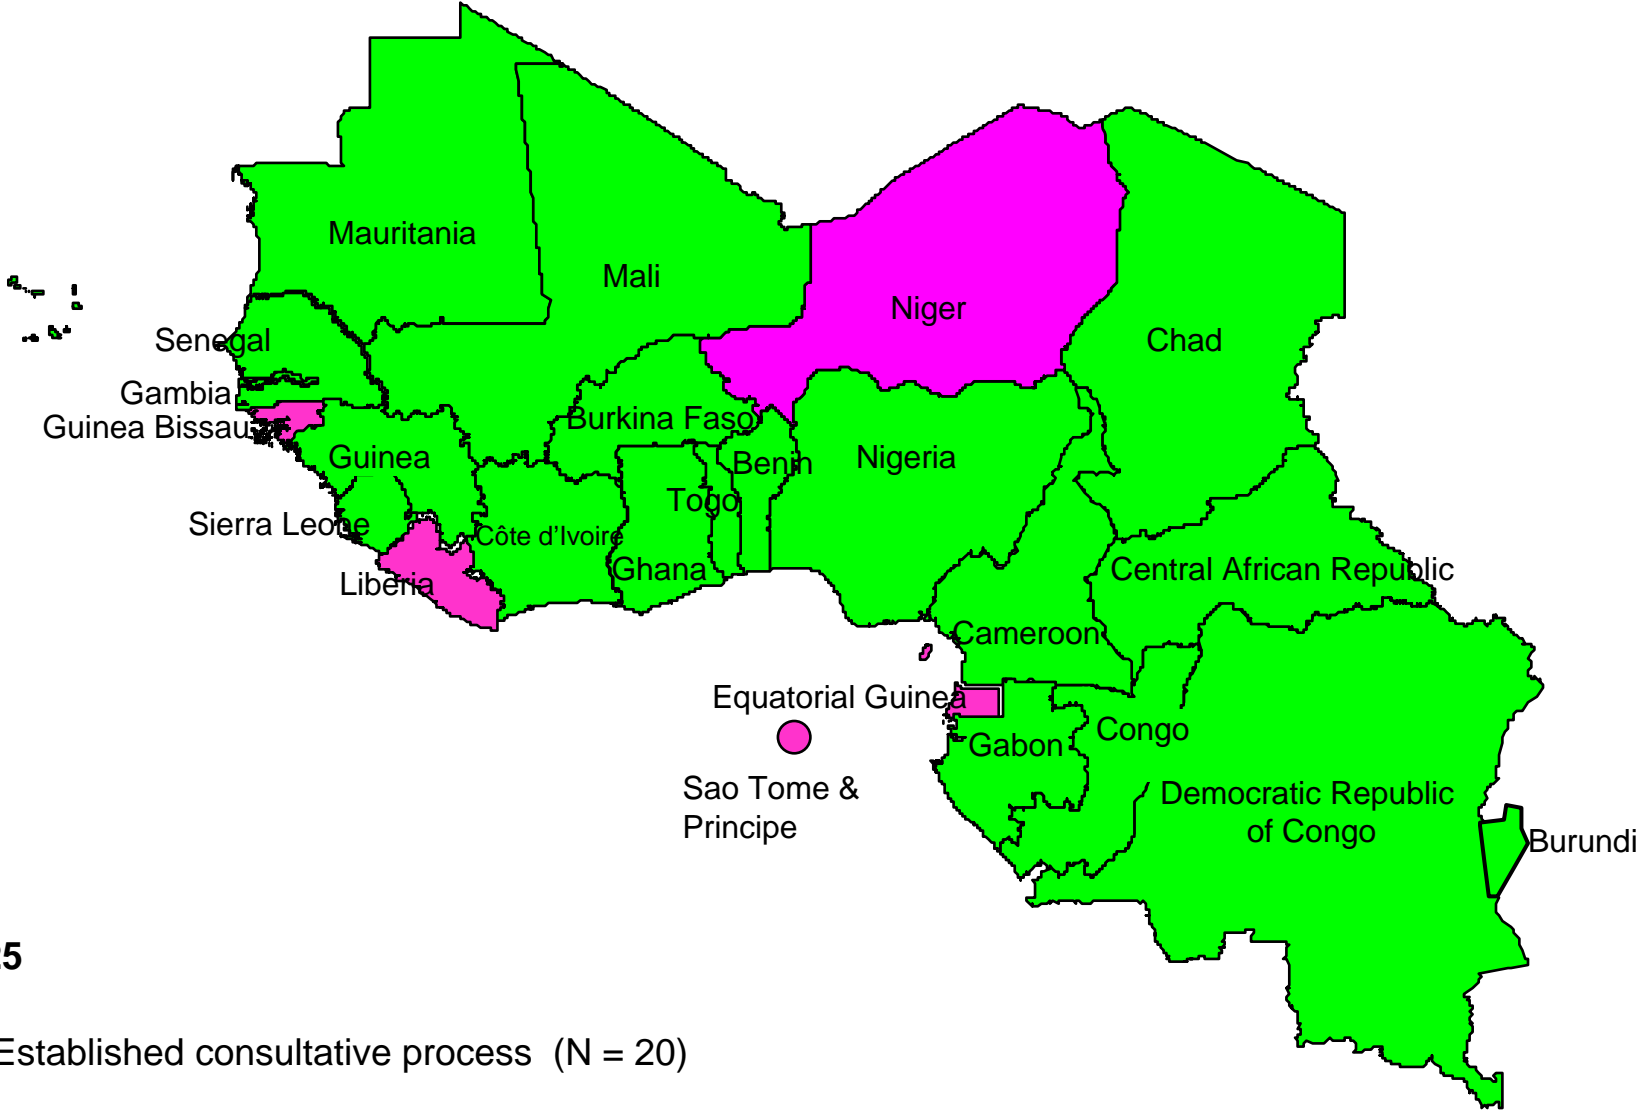 Mauritania
Mali
Niger
Chad
Senegal
Gambia
Guinea Bissau
Burkina Faso
Guinea
Benin
Nigeria
Togo
Sierra Leone
Côte d’Ivoire
Ghana
Central African Republic
Liberia
Cameroon
Equatorial Guinea
Congo
Gabon
Sao Tome &
Principe
Democratic Republic
of Congo
Burundi
5
Established consultative process (N = 20)